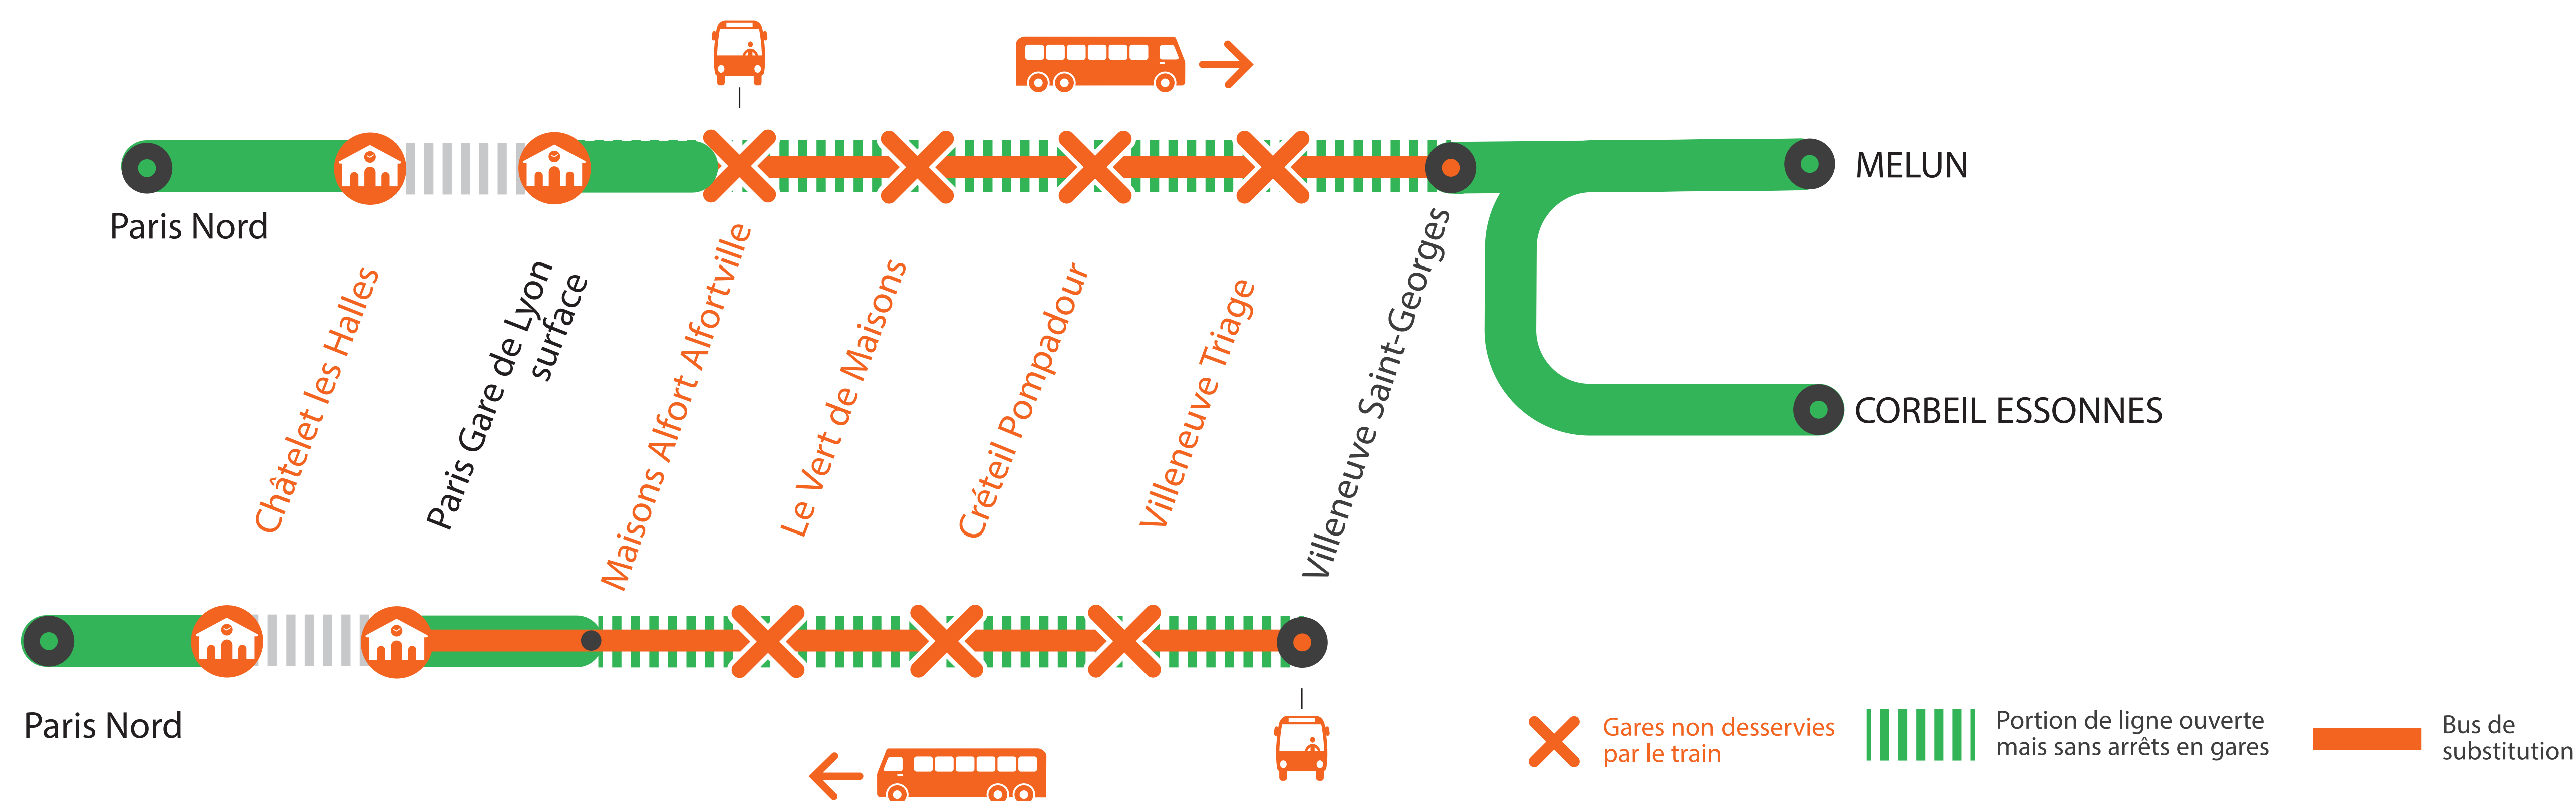 MELUN
Paris Nord
Châtelet les Halles
Paris Gare de Lyon
surface
Maisons Alfort Alfortville
Le Vert de Maisons
Créteil Pompadour
Villeneuve Triage
Villeneuve Saint-Georges
CORBEIL ESSONNES
Paris Nord
Gares non desservies
par le train
Portion de ligne ouverte
mais sans arrêts en gares
Bus de
substitution